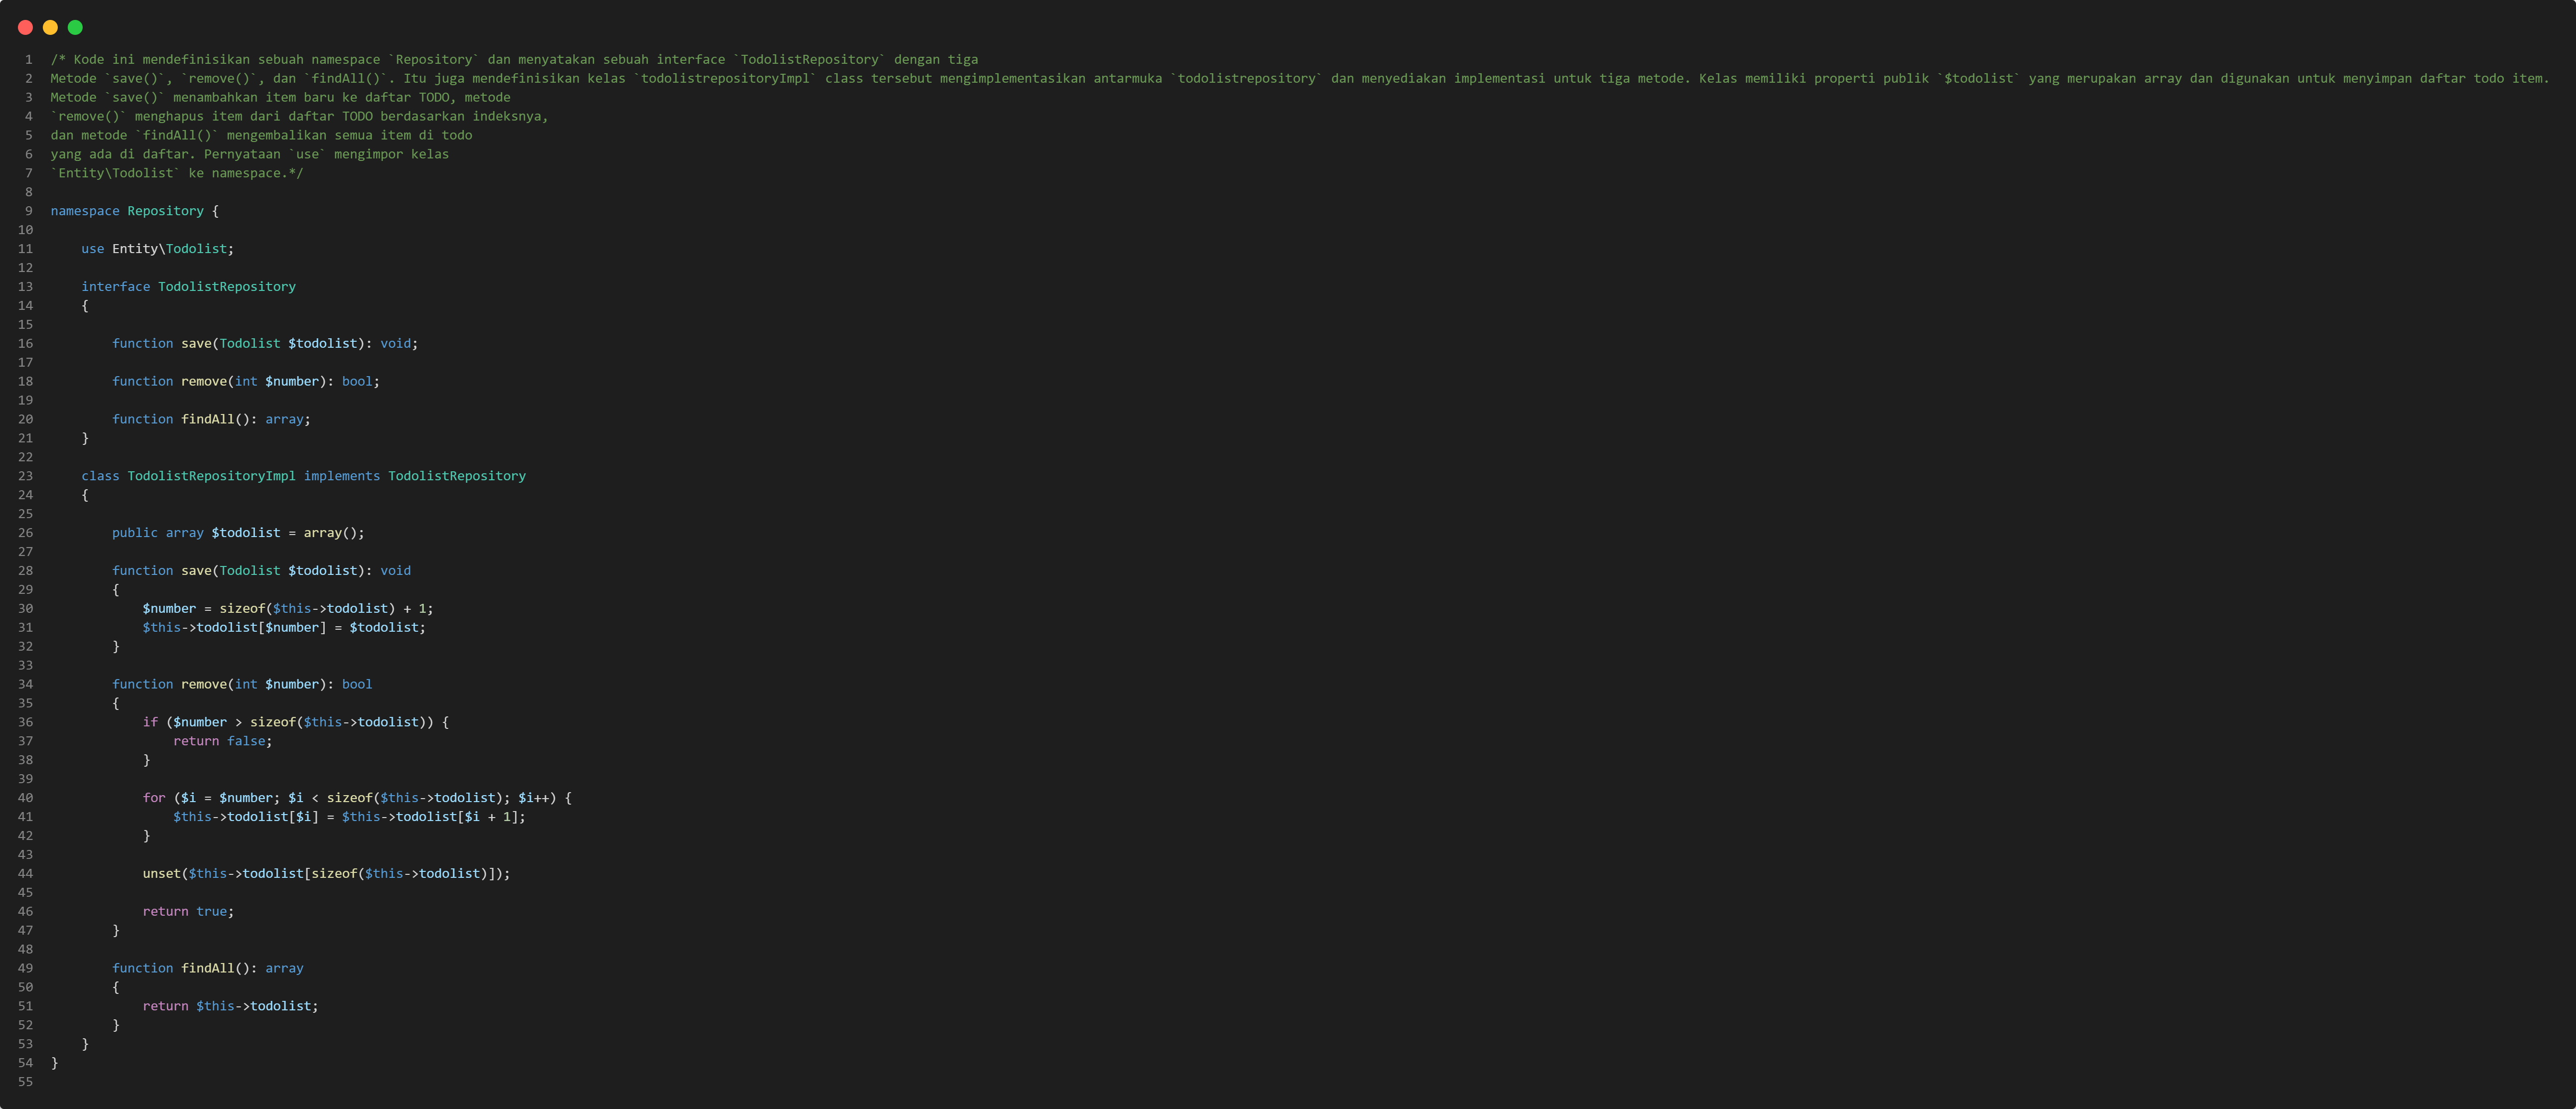 1 /* Kode ini mendefinisikan sebuah namespace `Repository` dan menyatakan sebuah interface `TodolistRepository` dengan tiga
2 Metode `save()`, `remove()`, dan `findAll()`. Itu juga mendefinisikan kelas `todolistrepositoryImpl` class tersebut mengimplementasikan antarmuka `todolistrepository` dan menyediakan implementasi untuk tiga metode. Kelas memiliki properti publik `$todolist` yang merupakan array dan digunakan untuk menyimpan daftar todo item.
3 Metode `save()` menambahkan item baru ke daftar TODO, metode
4 `remove()` menghapus item dari daftar TODO berdasarkan indeksnya,
5 dan metode `findAll()` mengembalikan semua item di todo
6 yang ada di daftar. Pernyataan `use` mengimpor kelas
7 `Entity\Todolist` ke namespace.*/
8
9 namespace Repository {
10
11     use Entity\Todolist;
12
13     interface TodolistRepository
14     {
15
16         function save(Todolist $todolist): void;
17
18         function remove(int $number): bool;
19
20         function findAll(): array;
21     }
22
23     class TodolistRepositoryImpl implements TodolistRepository
24     {
25
26         public array $todolist = array();
27
28         function save(Todolist $todolist): void
29         {
30             $number = sizeof($this->todolist) + 1;
31             $this->todolist[$number] = $todolist;
32         }
33
34         function remove(int $number): bool
35         {
36             if ($number > sizeof($this->todolist)) {
37                 return false;
38             }
39
40             for ($i = $number; $i < sizeof($this->todolist); $i++) {
41                 $this->todolist[$i] = $this->todolist[$i + 1];
42             }
43
44             unset($this->todolist[sizeof($this->todolist)]);
45
46             return true;
47         }
48
49         function findAll(): array
50         {
51             return $this->todolist;
52         }
53     }
54 }
55